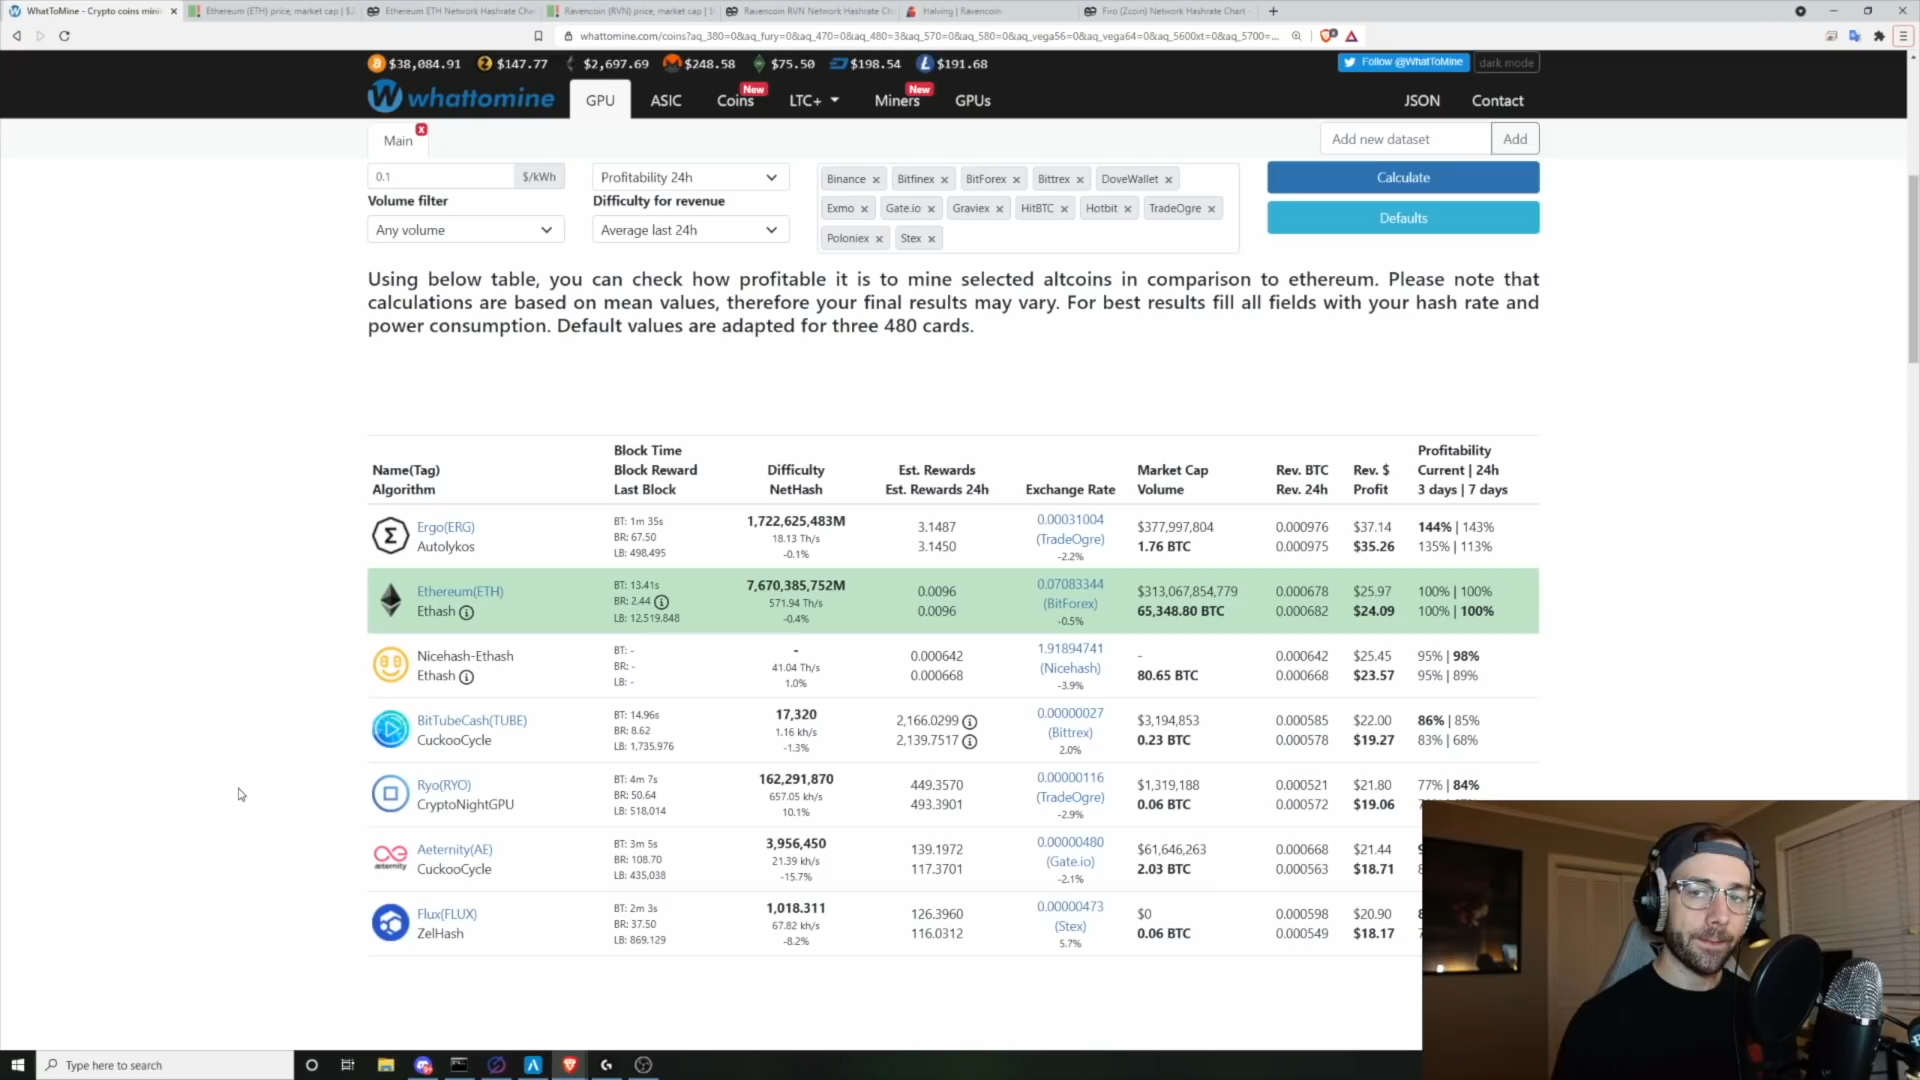 WhatToMine - Crypto coins mini
Ethereum (ETH) price, market cap | $2
Ethereum ETH Network Hashrate Cha
Ravencoin (RVN) price, market cap | $
Ravencoin RVN Network Hashrate Ch
Halving | Ravencoin
Firo (Zcoin) Network Hashrate Chart -
whattomine.com/coins?aq_380=0&aq_fury=0&aq_470=0&aq_480=3&aq_570=0&aq_580=0&aq_vega56=0&aq_vega64=0&aq_5600xt=0&aq_5700=...
$38,084.91 $147.77 $2,697.69 $248.58 $75.50 $198.54 $191.68
Follow @WhatToMine
dark mode
whattomine
GPU
ASIC
Coins New
LTC+
Miners New
GPUs
JSON
Contact
Main x
Add new dataset
Add
0.1 $/kWh
Profitability 24h
Volume filter
Difficulty for revenue
Any volume
Average last 24h
Binance × Bitfinex × BitForex × Bittrex × DoveWallet ×
Exmo × Gate.io × Graviex × HitBTC × Hotbit × TradeOgre ×
Poloniex × Stex ×
Calculate
Defaults
Using below table, you can check how profitable it is to mine selected altcoins in comparison to ethereum. Please note that
calculations are based on mean values, therefore your final results may vary. For best results fill all fields with your hash rate and
power consumption. Default values are adapted for three 480 cards.
Name(Tag)
Algorithm
Block Time
Block Reward
Last Block
Difficulty
NetHash
Est. Rewards
Est. Rewards 24h
Exchange Rate
Market Cap
Volume
Rev. BTC
Rev. 24h
Rev. $
Profit
Profitability
Current | 24h
3 days | 7 days
Ergo(ERG)
Autolykos
BT: 1m 35s
BR: 67.50
LB: 498,495
1,722,625,483M
18.13 Th/s
-0.1%
3.1487
3.1450
0.00031004
(TradeOgre)
-2.2%
$377,997,804
1.76 BTC
0.000976
0.000975
$37.14
$35.26
144% | 143%
135% | 113%
Ethereum(ETH)
Ethash
BT: 13.41s
BR: 2.44
LB: 12,519,848
7,670,385,752M
571.94 Th/s
-0.4%
0.0096
0.0096
0.07083344
(BitForex)
-0.5%
$313,067,854,779
65,348.80 BTC
0.000678
0.000682
$25.97
$24.09
100% | 100%
100% | 100%
Nicehash-Ethash
Ethash
BT: -
BR: -
LB: -
-
41.04 Th/s
1.0%
0.000642
0.000668
1.91894741
(Nicehash)
-3.9%
-
80.65 BTC
0.000642
0.000668
$25.45
$23.57
95% | 98%
95% | 89%
BitTubeCash(TUBE)
CuckooCycle
BT: 14.96s
BR: 8.62
LB: 1,735,976
17,320
1.16 kh/s
-1.3%
2,166.0299
2,139.7517
0.00000027
(Bittrex)
2.0%
$3,194,853
0.23 BTC
0.000585
0.000578
$22.00
$19.27
86% | 85%
83% | 68%
Ryo(RYO)
CryptoNightGPU
BT: 4m 7s
BR: 50.64
LB: 518,014
162,291,870
657.05 kh/s
10.1%
449.3570
493.3901
0.00000116
(TradeOgre)
-2.9%
$1,319,188
0.06 BTC
0.000521
0.000572
$21.80
$19.06
77% | 84%
Aeternity(AE)
CuckooCycle
aeternity
BT: 3m 5s
BR: 108.70
LB: 435,038
3,956,450
21.39 kh/s
-15.7%
139.1972
117.3701
0.00000480
(Gate.io)
-2.1%
$61,646,263
2.03 BTC
0.000668
0.000563
$21.44
$18.71
Flux(FLUX)
ZelHash
BT: 2m 3s
BR: 37.50
LB: 869,129
1,018.311
67.82 kh/s
-8.2%
126.3960
116.0312
0.00000473
(Stex)
5.7%
$0
0.06 BTC
0.000598
0.000549
$20.90
$18.17
Type here to search